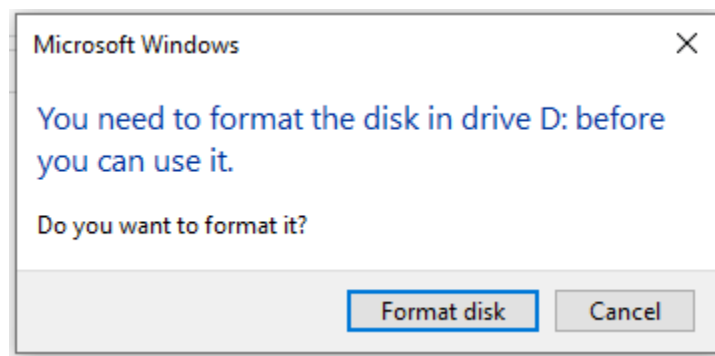 Microsoft Windows
You need to format the disk in drive D: before
you can use it.
Do you want to format it?
Format disk
Cancel